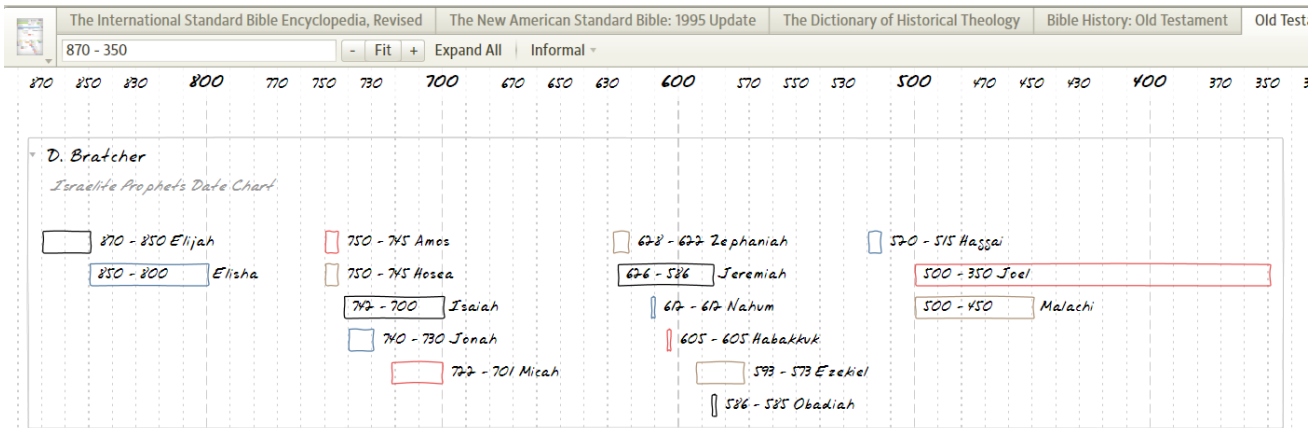 The International Standard Bible Encyclopedia, Revised The New American Standard Bible: 1995 Update The Dictionary of Historical Theology Bible History: Old Testament Old Testa
870 - 350 - Fit + Expand All Informal
870 850 830 800 770 750 730 700 670 650 630 600 570 550 530 500 470 450 430 400 370 350 3
D. Bratcher
Israelite Prophets Date Chart
870 - 850 Elijah 750 - 745 Amos 628 - 622 Zephaniah 520 - 515 Haggai
850 - 800 Elisha 750 - 745 Hosea 626 - 586 Jeremiah 500 - 350 Joel
742 - 700 Isaiah 612 - 612 Nahum 500 - 450 Malachi
740 - 730 Jonah 605 - 605 Habakkuk
722 - 701 Micah 593 - 573 Ezekiel
586 - 585 Obadiah